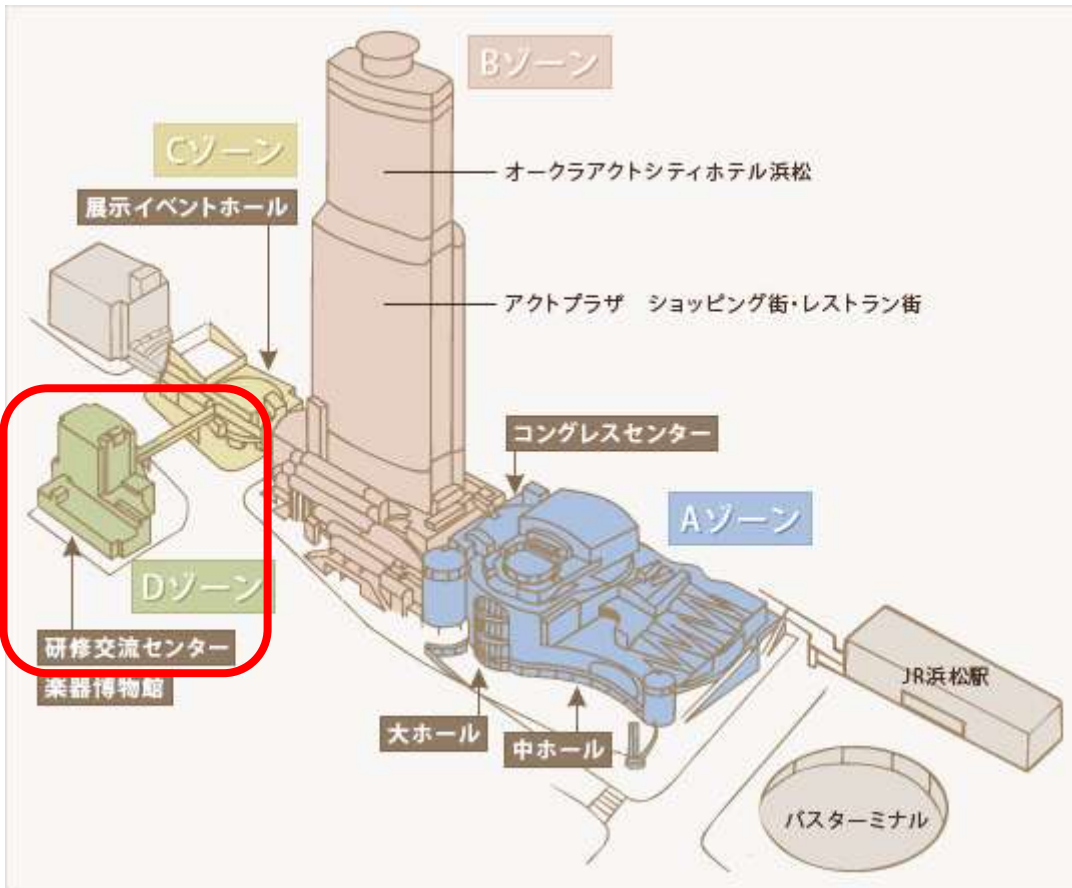 Bゾーン
Cゾーン
オークラアクトシティホテル浜松
展示イベントホール
アクトプラザ　ショッピング街・レストラン街
コングレスセンター
Aゾーン
Dゾーン
研修交流センター
楽器博物館
JR浜松駅
大ホール
中ホール
バスターミナル